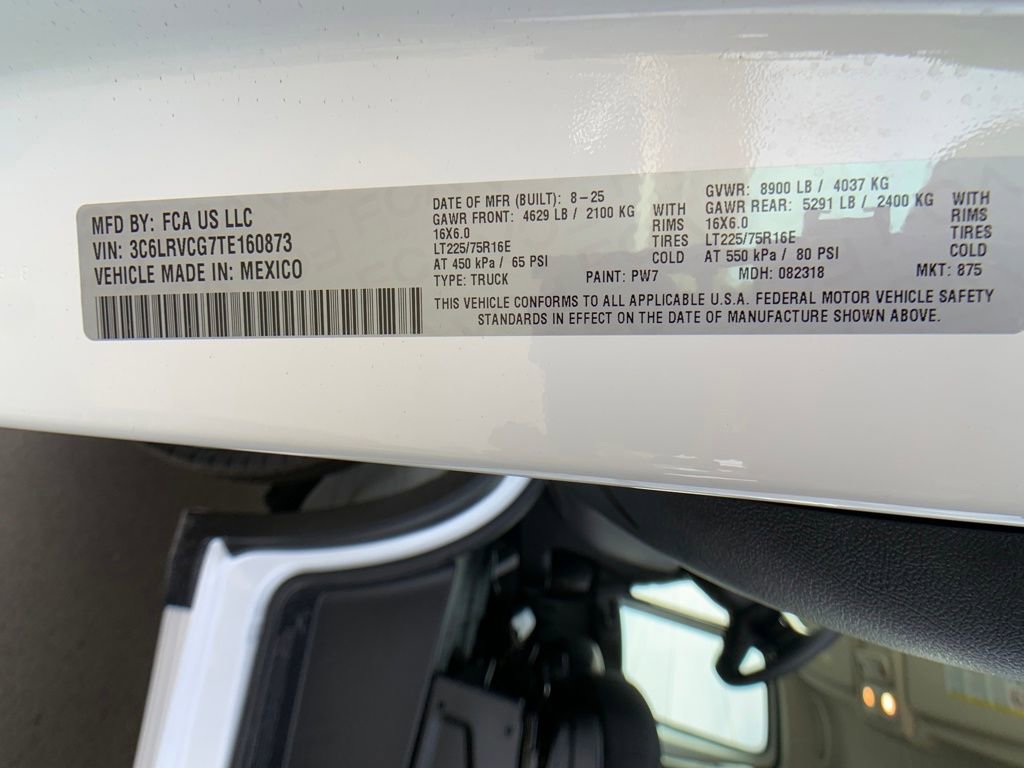 MFD BY: FCA US LLC
VIN: 3C6LRVCG7TE160873
VEHICLE MADE IN: MEXICO
DATE OF MFR (BUILT): 8-25
GAWR FRONT: 4629 LB / 2100 KG WITH
16X6.0 RIMS
LT225/75R16E TIRES
AT 450 kPa / 65 PSI COLD
TYPE: TRUCK PAINT: PW7
GVWR: 8900 LB / 4037 KG
GAWR REAR: 5291 LB / 2400 KG WITH
16X6.0 RIMS
LT225/75R16E TIRES
AT 550 kPa / 80 PSI COLD
MDH: 082318 MKT: 875
THIS VEHICLE CONFORMS TO ALL APPLICABLE U.S.A. FEDERAL MOTOR VEHICLE SAFETY
STANDARDS IN EFFECT ON THE DATE OF MANUFACTURE SHOWN ABOVE.